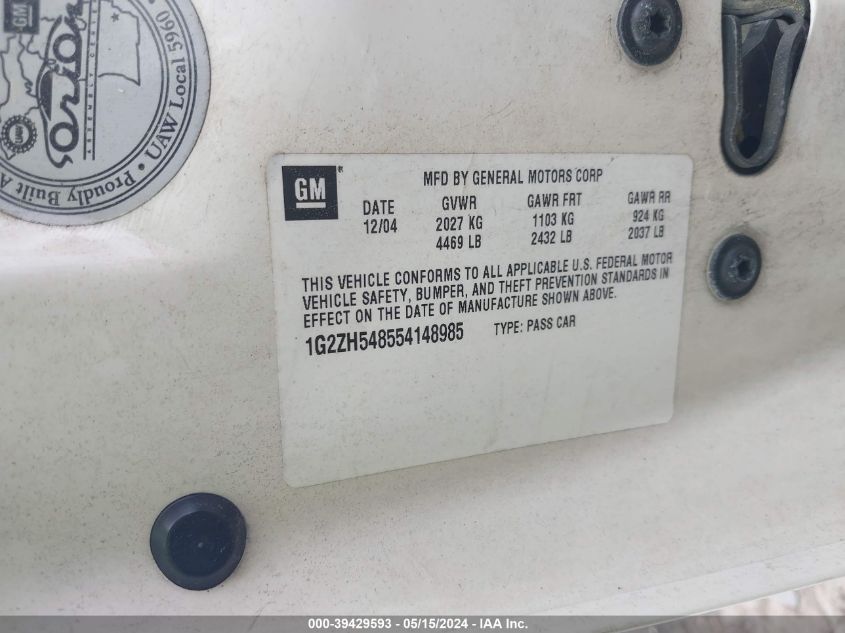 GM
Orion
ASSEMBLY
• Proudly Built
• UAW Local 5960 •
GM
MFD BY GENERAL MOTORS CORP
DATE GVWR GAWR FRT GAWR RR
12/04 2027 KG 1103 KG 924 KG
4469 LB 2432 LB 2037 LB
THIS VEHICLE CONFORMS TO ALL APPLICABLE U.S. FEDERAL MOTOR
VEHICLE SAFETY, BUMPER, AND THEFT PREVENTION STANDARDS IN
EFFECT ON THE DATE OF MANUFACTURE SHOWN ABOVE.
1G2ZH548554148985 TYPE: PASS CAR
000-39429593 - 05/15/2024 - IAA Inc.